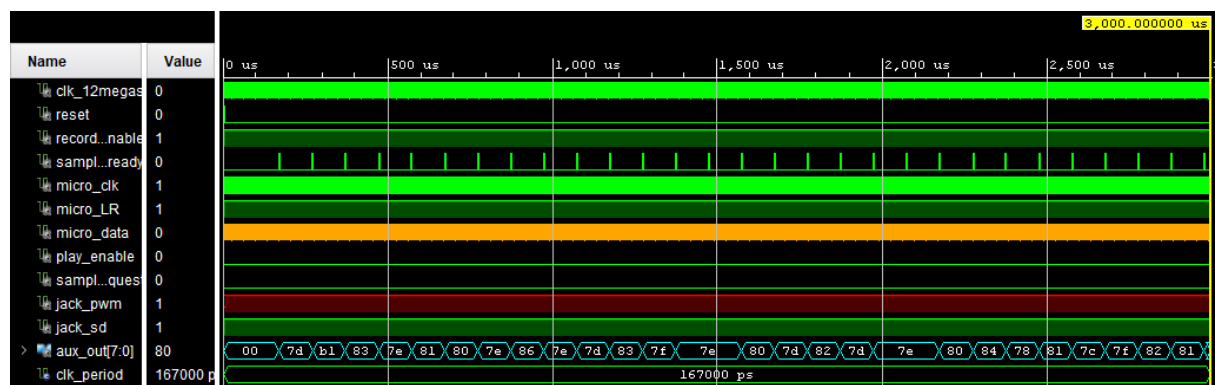 3,000.000000 us
Name Value 0 us 500 us 1,000 us 1,500 us 2,000 us 2,500 us
clk_12megas 0
reset 0
record...nable 1
sampl...ready 0
micro_clk 1
micro_LR 1
micro_data 0
play_enable 0
sampl...quest 0
jack_pwm 1
jack_sd 1
> aux_out[7:0] 80 00 7d b1 83 7e 81 80 7e 86 7e 7d 83 7f 7e 80 7d 82 7d 7e 80 84 78 81 7c 7f 82 81
clk_period 167000 p 167000 ps